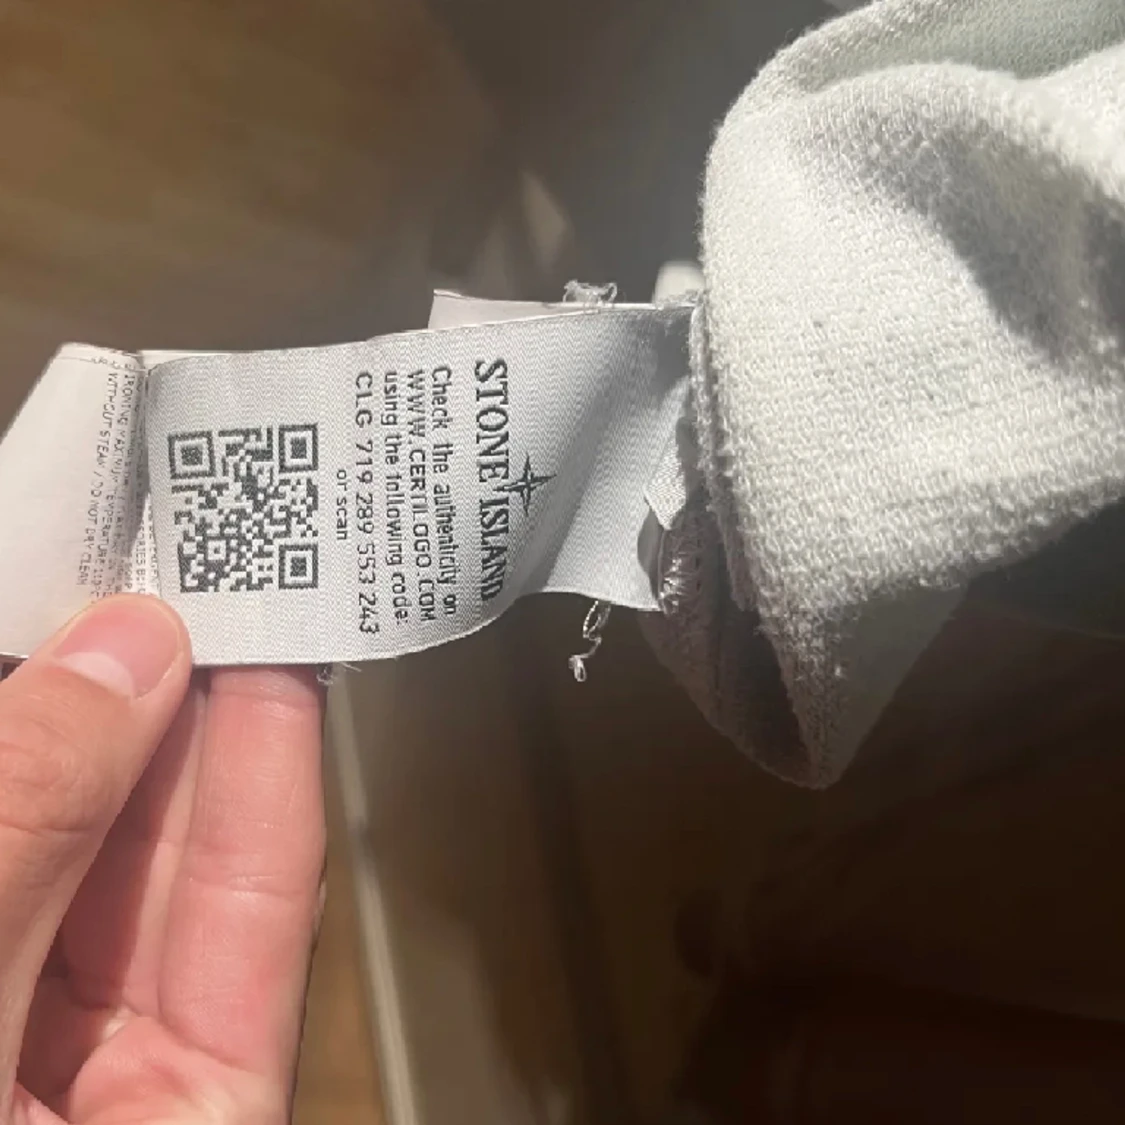 STONE ISLAND
Check the authenticity on
WWW.CERTILOGO.COM
using the following code:
CLG 719 289 553 243
or scan
WITHOUT STEAM / DO NOT DRY CLEAN